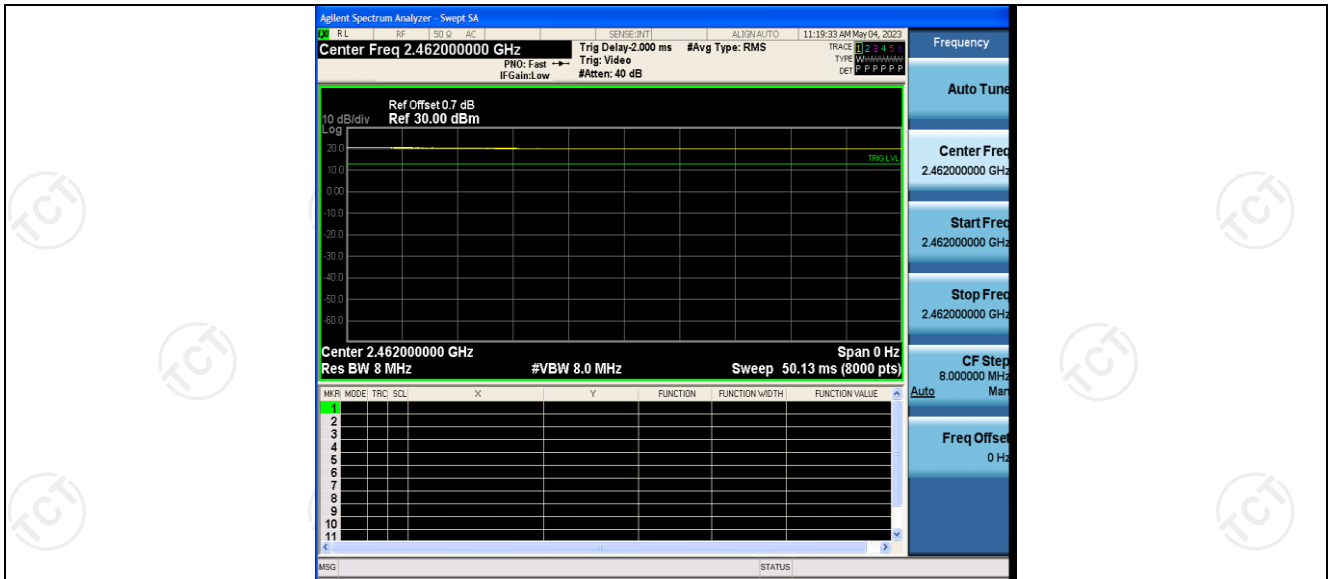 Agilent Spectrum Analyzer - Swept SA
RL RF 50 Ω AC SENSE:INT ALIGNAUTO 11:19:33 AM May 04, 2023
Center Freq 2.462000000 GHz
PNO: Fast
IFGain:Low
Trig Delay-2.000 ms
Trig: Video
#Atten: 40 dB
#Avg Type: RMS
TRACE 1 2 3 4 5 6
TYPE W
DET P P P P P P
Ref Offset 0.7 dB
10 dB/div Ref 30.00 dBm
Log
20.0
TRIG LVL
10.0
0.00
-10.0
-20.0
-30.0
-40.0
-50.0
-60.0
Center 2.462000000 GHz Span 0 Hz
Res BW 8 MHz #VBW 8.0 MHz Sweep 50.13 ms (8000 pts)
MKR MODE TRC SCL X Y FUNCTION FUNCTION WIDTH FUNCTION VALUE
1
2
3
4
5
6
7
8
9
10
11
MSG STATUS
Frequency
Auto Tune
Center Freq
2.462000000 GHz
Start Freq
2.462000000 GHz
Stop Freq
2.462000000 GHz
CF Step
8.000000 MHz
Auto Man
Freq Offset
0 Hz
TCT
TCT
TCT
TCT
TCT
TCT